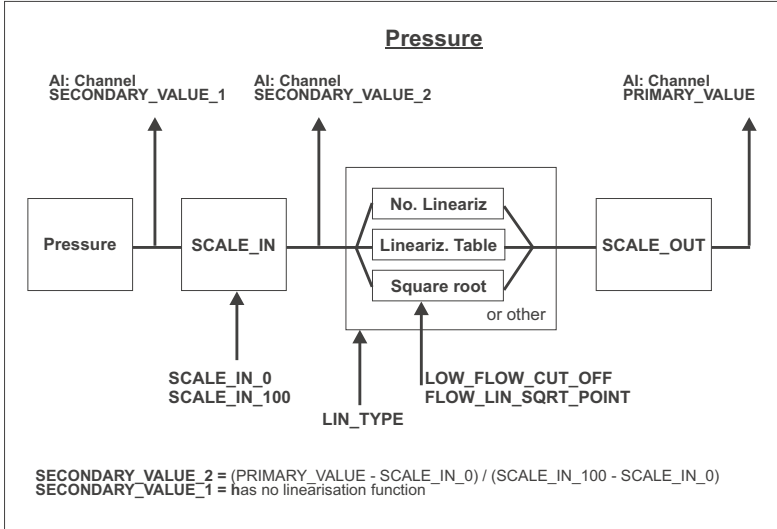 Pressure
AI: Channel
SECONDARY_VALUE_1
AI: Channel
SECONDARY_VALUE_2
AI: Channel
PRIMARY_VALUE
Pressure
SCALE_IN
No. Lineariz
Lineariz. Table
Square root
or other
SCALE_OUT
SCALE_IN_0
SCALE_IN_100
LIN_TYPE
LOW_FLOW_CUT_OFF
FLOW_LIN_SQRT_POINT
SECONDARY_VALUE_2 = (PRIMARY_VALUE - SCALE_IN_0) / (SCALE_IN_100 - SCALE_IN_0)
SECONDARY_VALUE_1 = has no linearisation function